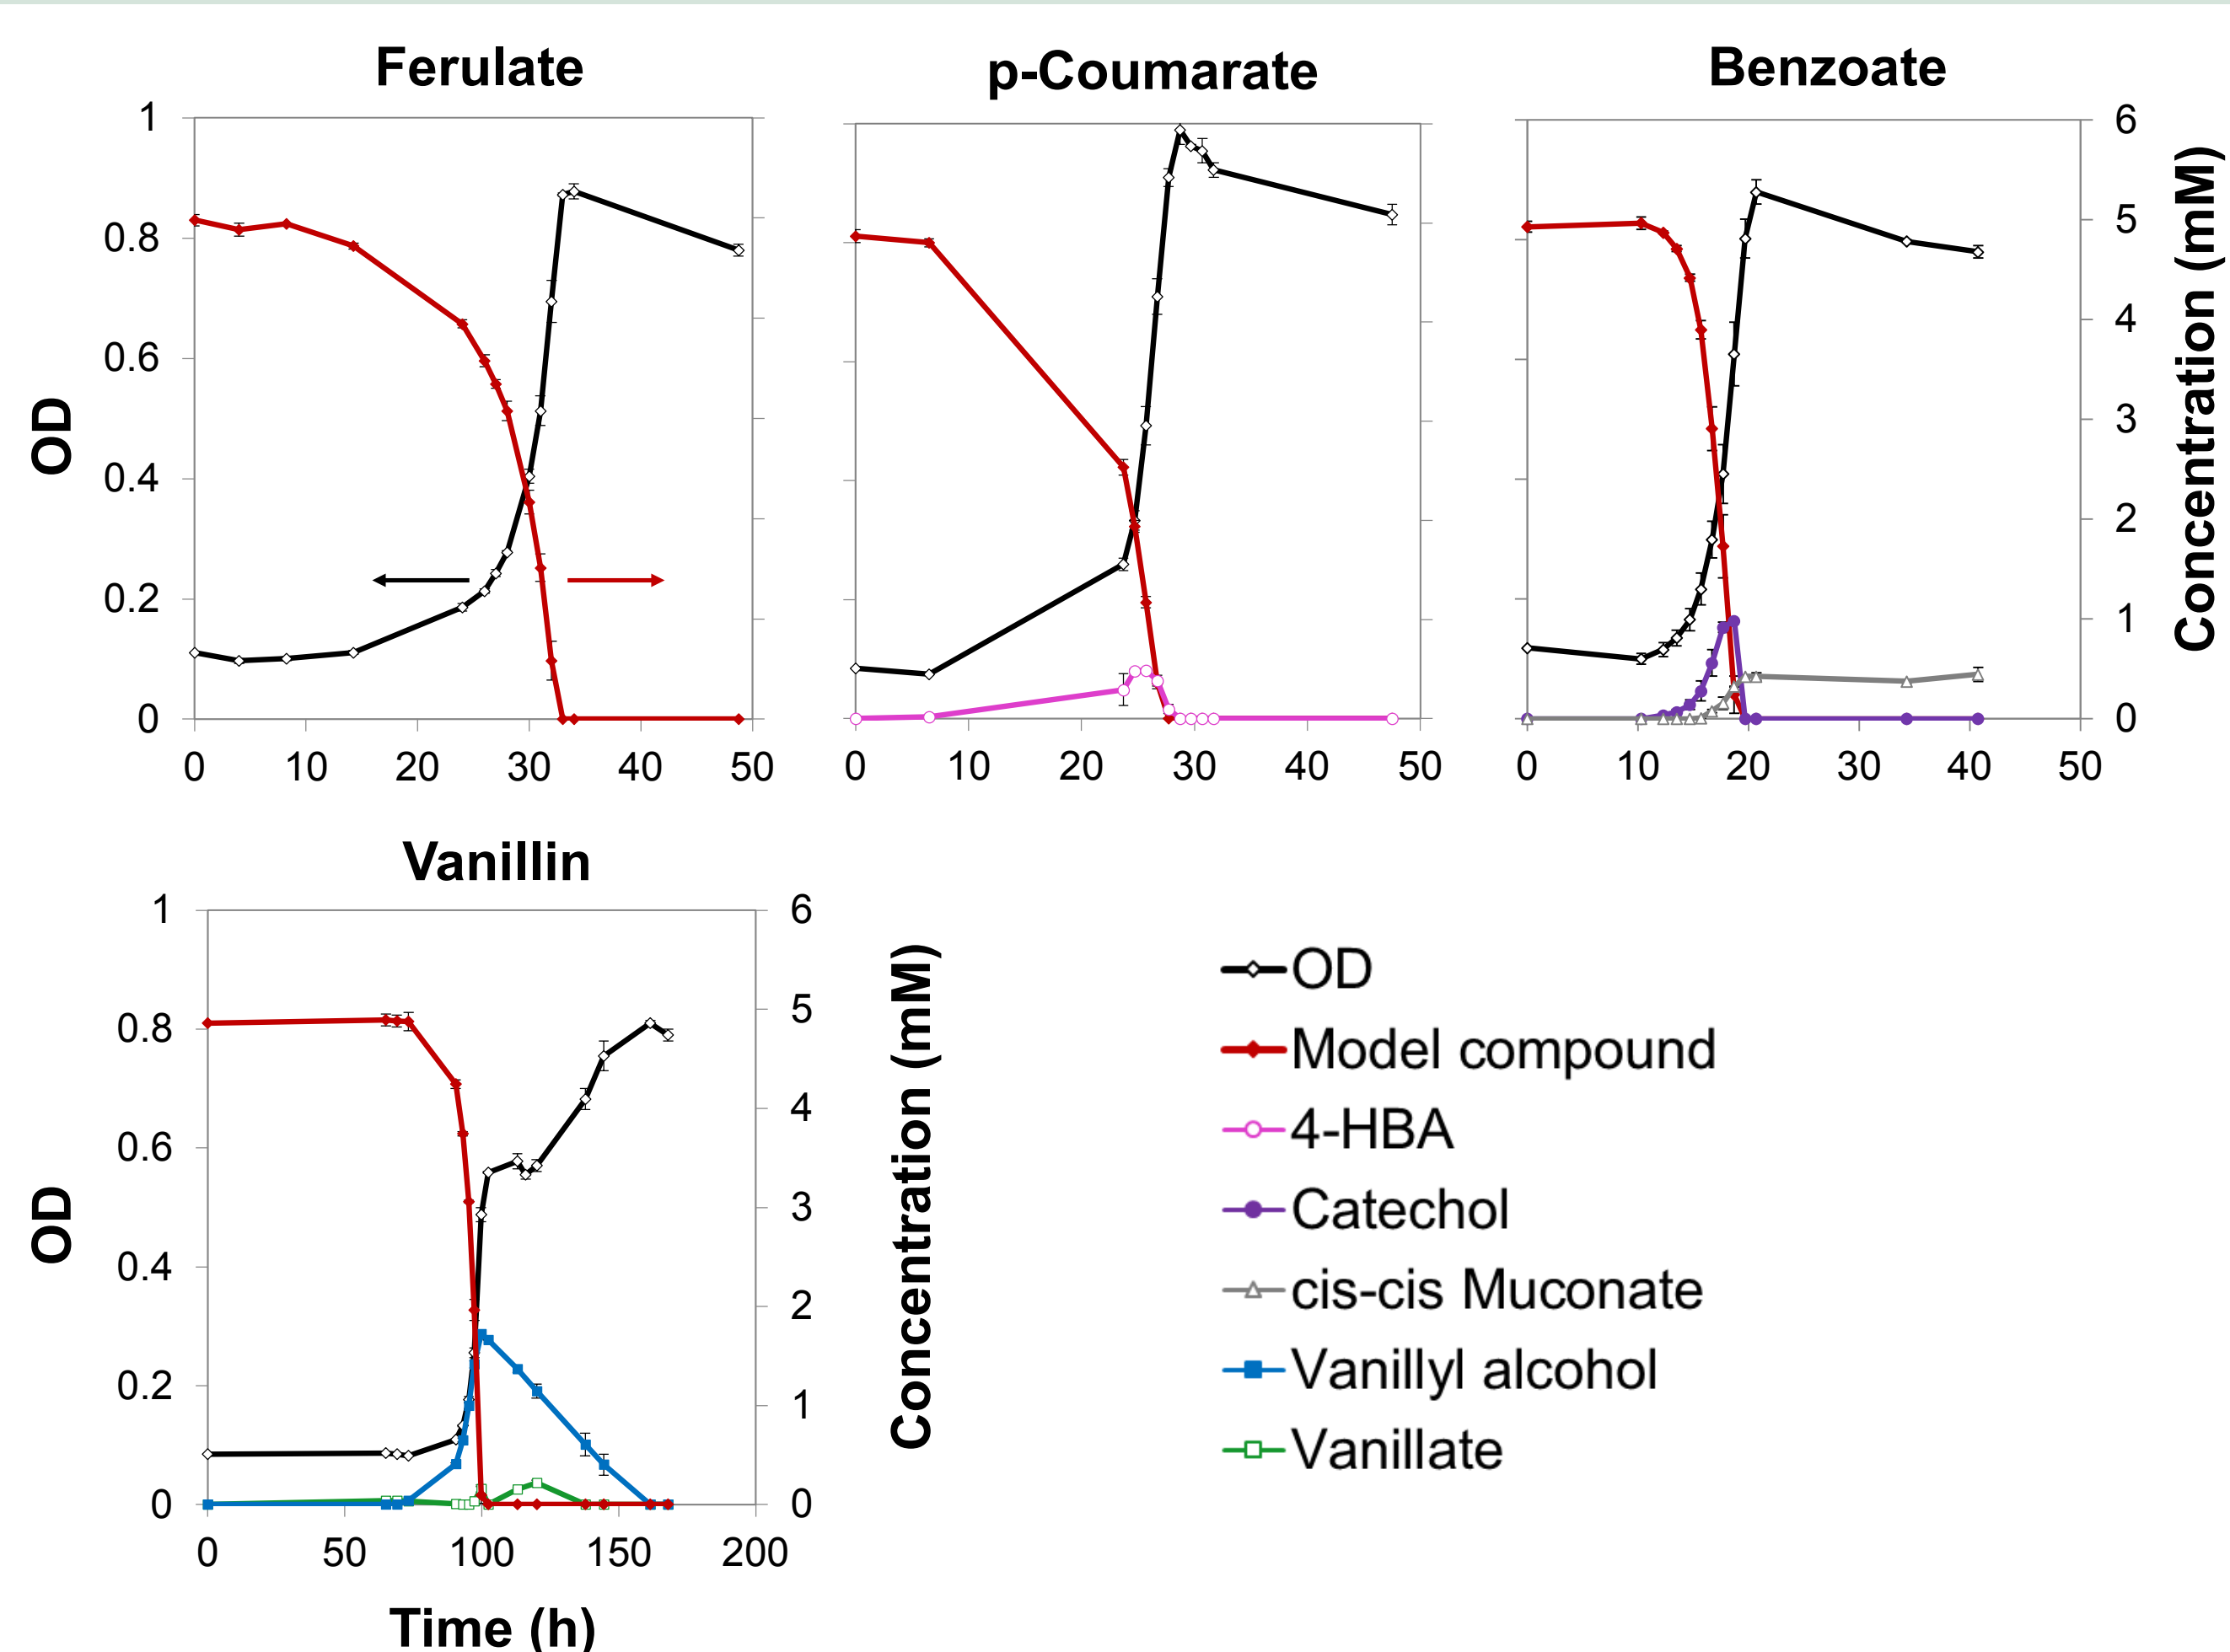 Ferulate
p-Coumarate
Benzoate
OD
1
0.8
0.6
0.4
0.2
0
0 10 20 30 40 50
0 10 20 30 40 50
0 10 20 30 40 50
6
5
4
3
2
1
0
Concentration (mM)
Vanillin
OD
1
0.8
0.6
0.4
0.2
0
0 50 100 150 200
6
5
4
3
2
1
0
Concentration (mM)
Time (h)
OD
Model compound
4-HBA
Catechol
cis-cis Muconate
Vanillyl alcohol
Vanillate